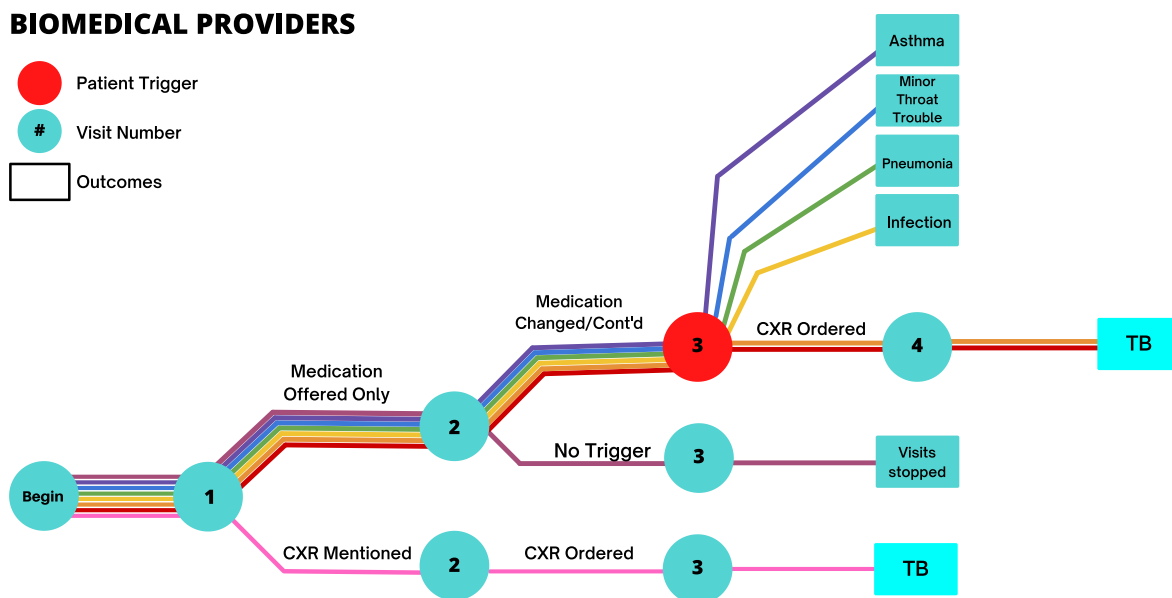 BIOMEDICAL PROVIDERS
Patient Trigger
#
Visit Number
Outcomes
Asthma
Minor
Throat
Trouble
Pneumonia
Infection
Medication
Changed/Cont'd
3
CXR Ordered
4
TB
Medication
Offered Only
2
No Trigger
3
Visits
stopped
Begin
1
CXR Mentioned
2
CXR Ordered
3
TB